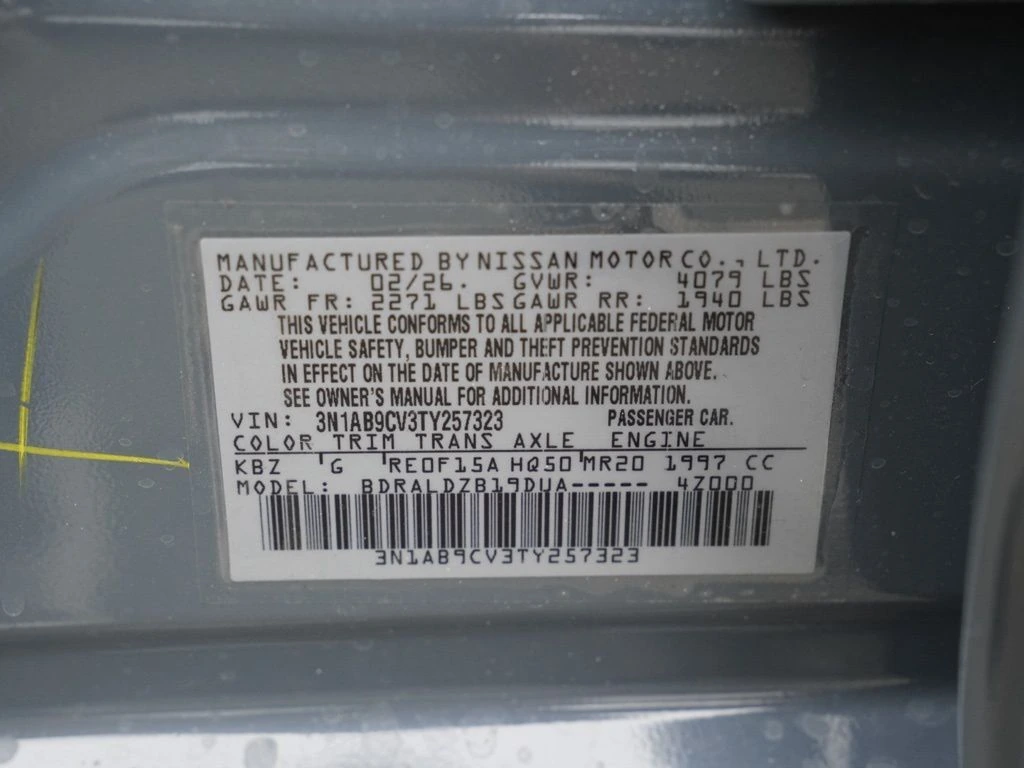 MANUFACTURED BY NISSAN MOTOR CO., LTD.
DATE: 02/26. GVWR: 4079 LBS
GAWR FR: 2271 LBS GAWR RR: 1940 LBS
THIS VEHICLE CONFORMS TO ALL APPLICABLE FEDERAL MOTOR
VEHICLE SAFETY, BUMPER AND THEFT PREVENTION STANDARDS
IN EFFECT ON THE DATE OF MANUFACTURE SHOWN ABOVE.
SEE OWNER'S MANUAL FOR ADDITIONAL INFORMATION.
VIN: 3N1AB9CV3TY257323 PASSENGER CAR.
COLOR TRIM TRANS AXLE ENGINE
KBZ G RE0F15A HQ50 MR20 1997 CC
MODEL: BDRALDZB19DUA----- 4Z000
3N1AB9CV3TY257323